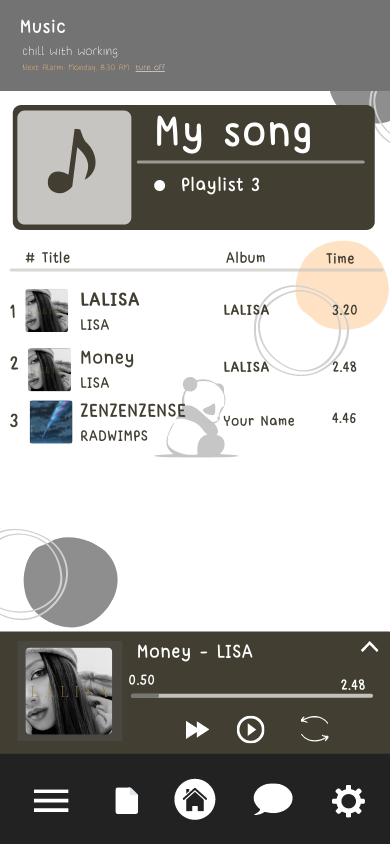 Music
chill with working
Next Alarm: Monday, 8:30 AM turn off
My song
Playlist 3
# Title Album Time
1 LALISA LALISA 3.20
LISA
2 Money LALISA 2.48
LISA
3 ZENZENZENSE Your Name 4.46
RADWIMPS
Money - LISA
0.50 2.48
LALISA